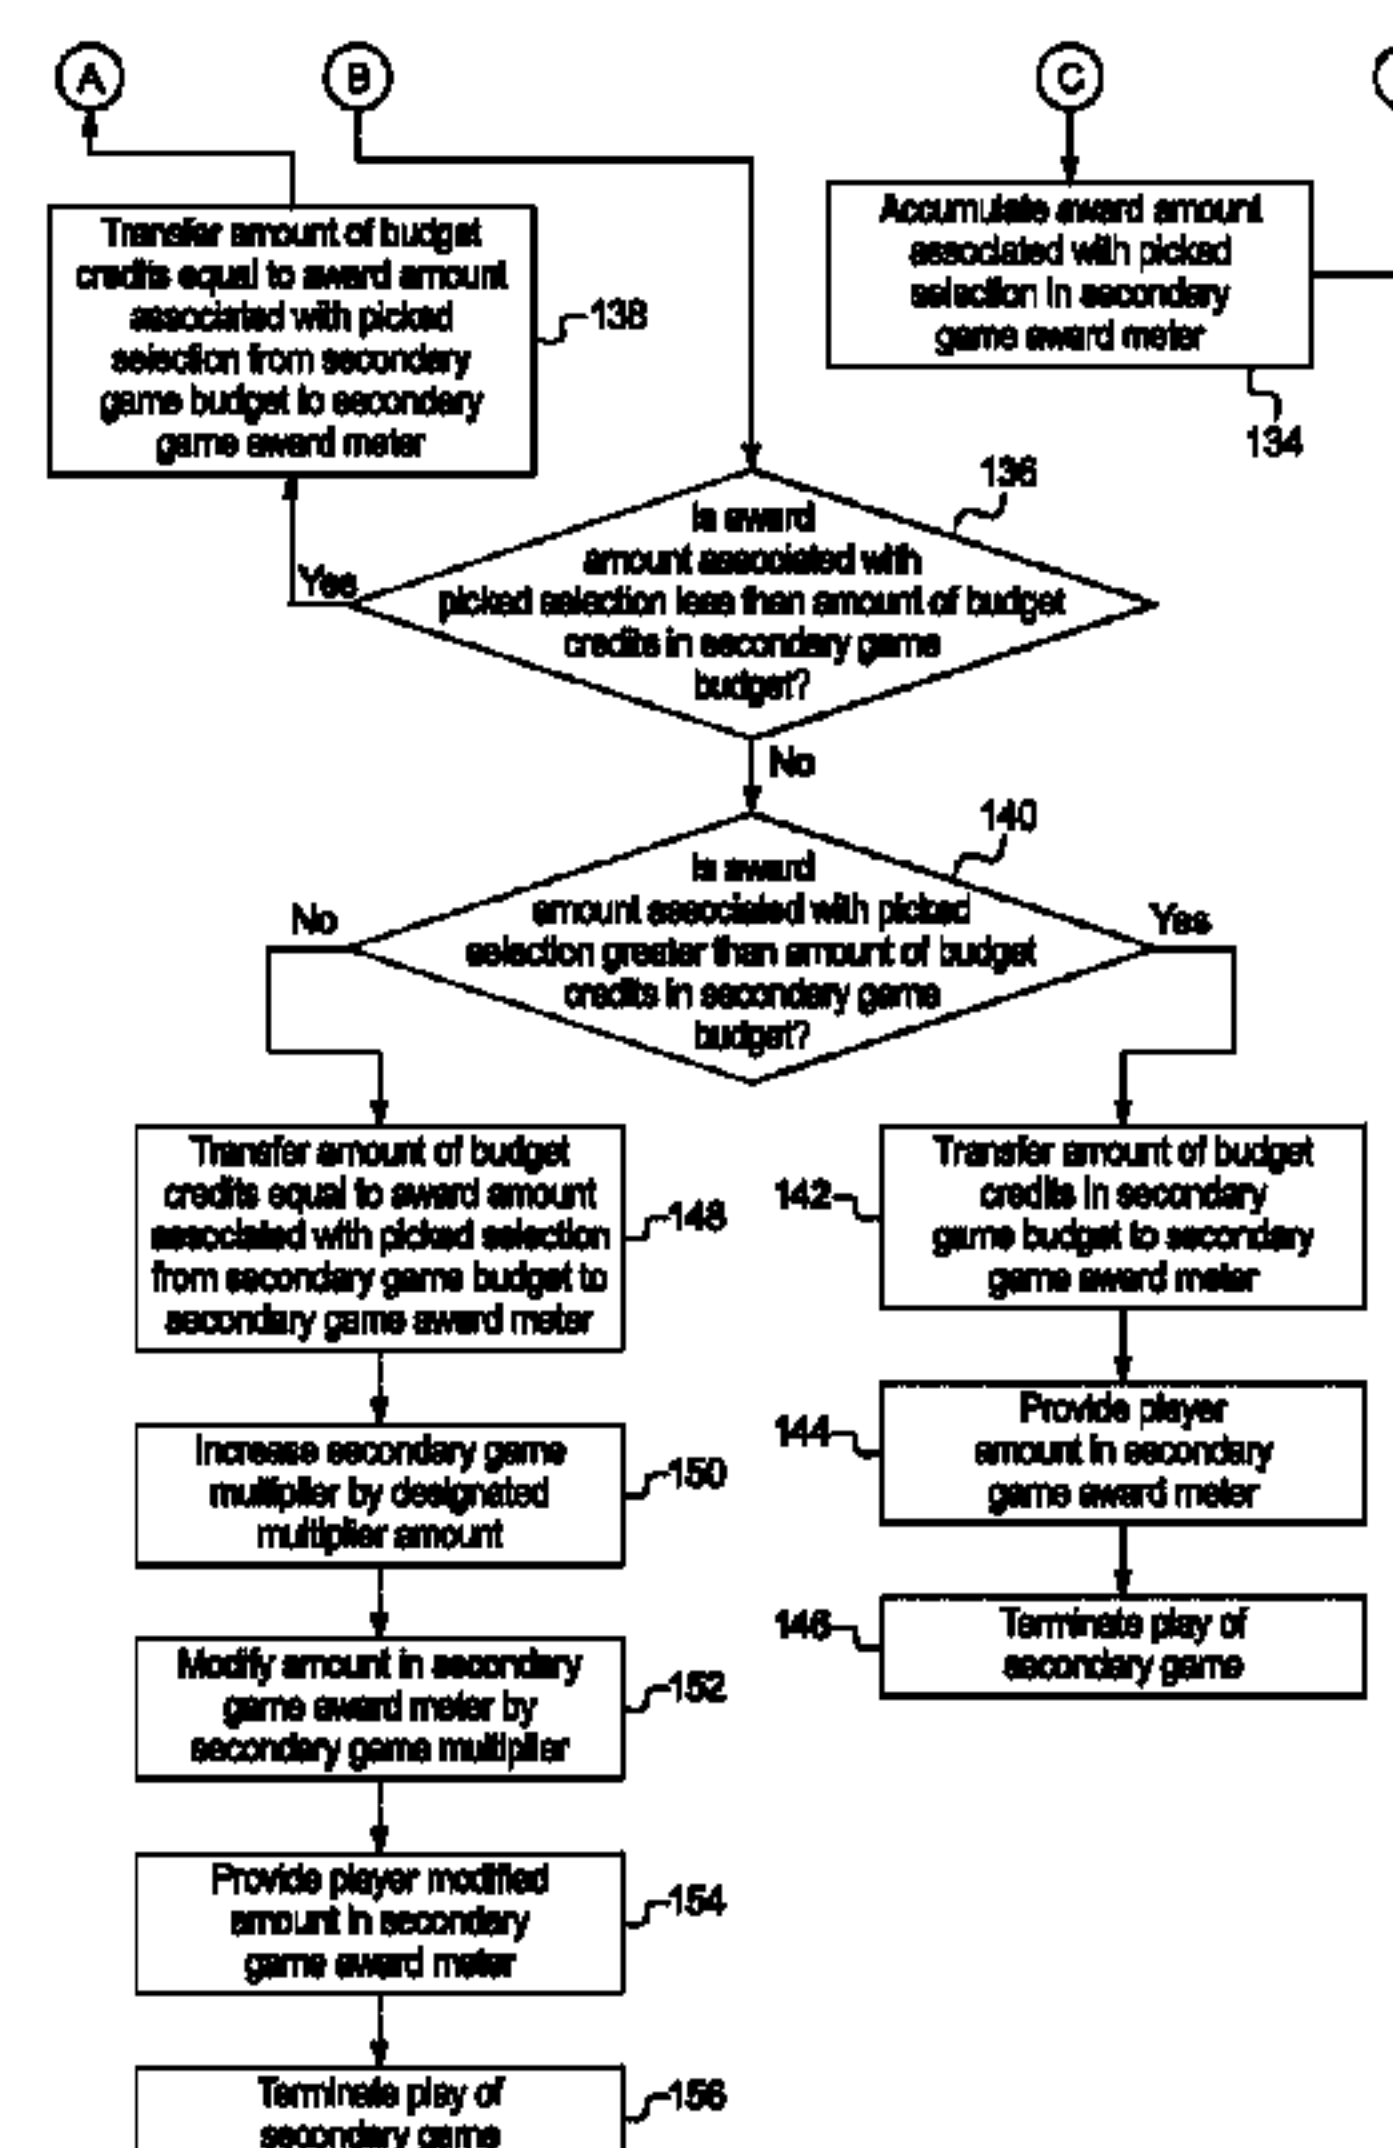 A
B
C
Transfer amount of budget
credits equal to award amount
associated with picked
selection from secondary
game budget to secondary
game award meter
138
Accumulate award amount
associated with picked
selection in secondary
game award meter
134
136
Is award
amount associated with
picked selection less than amount of budget
credits in secondary game
budget?
Yes
No
140
Is award
amount associated with picked
selection greater than amount of budget
credits in secondary game
budget?
No
Yes
Transfer amount of budget
credits equal to award amount
associated with picked selection
from secondary game budget to
secondary game award meter
148
142
Transfer amount of budget
credits in secondary
game budget to secondary
game award meter
Increase secondary game
multiplier by designated
multiplier amount
150
144
Provide player
amount in secondary
game award meter
146
Terminate play of
secondary game
Modify amount in secondary
game award meter by
secondary game multiplier
152
Provide player modified
amount in secondary
game award meter
154
Terminate play of
secondary game
156